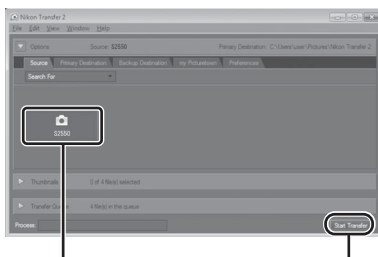 Nikon Transfer 2
File Edit View Window Help
Options Source: S2550 Primary Destination: C:\Users\user\Pictures\Nikon Transfer 2
Source Primary Destination Backup Destination my Picturetown Preferences
Search For
S2550
Thumbnails 0 of 4 file(s) selected
Transfer Queue 4 file(s) in the queue
Process Start Transfer